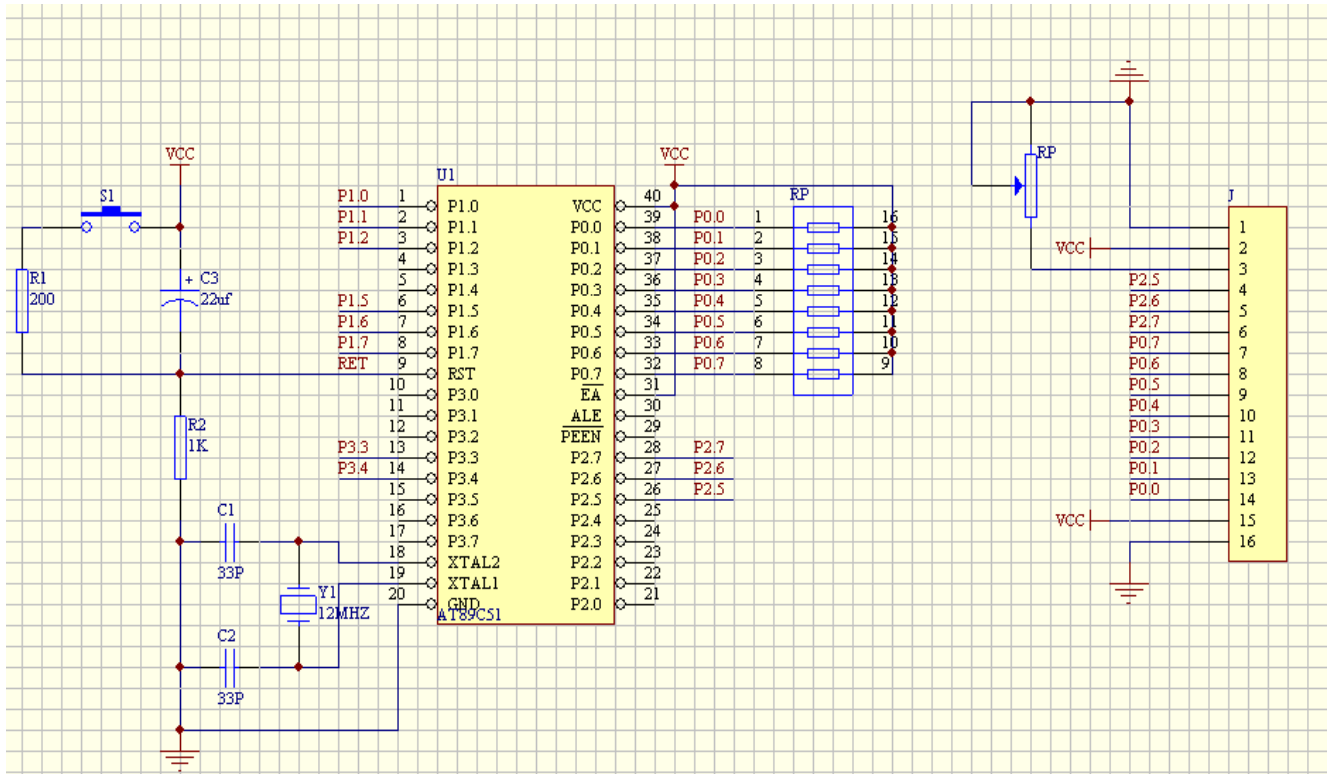 VCC
S1
R1
200
+ C3
22uf
R2
1K
C1
33P
Y1
12MHZ
C2
33P
U1
P1.0 1 P1.0
P1.1 2 P1.1
P1.2 3 P1.2
4 P1.3
5 P1.4
P1.5 6 P1.5
P1.6 7 P1.6
P1.7 8 P1.7
RET 9 RST
10 P3.0
11 P3.1
12 P3.2
P3.3 13 P3.3
P3.4 14 P3.4
15 P3.5
16 P3.6
17 P3.7
18 XTAL2
19 XTAL1
20 GND
AT89C51
VCC
VCC 40
P0.0 39 P0.0 1 16
P0.1 38 P0.1 2 15
P0.2 37 P0.2 3 14
P0.3 36 P0.3 4 13
P0.4 35 P0.4 5 12
P0.5 34 P0.5 6 11
P0.6 33 P0.6 7 10
P0.7 32 P0.7 8 9
RP
EA 31
ALE 30
PEEN 29
P2.7 28 P2.7
P2.6 27 P2.6
P2.5 26 P2.5
P2.4 25
P2.3 24
P2.2 23
P2.1 22
P2.0 21
RP
J
1
VCC 2
3
P2.5 4
P2.6 5
P2.7 6
P0.7 7
P0.6 8
P0.5 9
P0.4 10
P0.3 11
P0.2 12
P0.1 13
P0.0 14
VCC 15
16